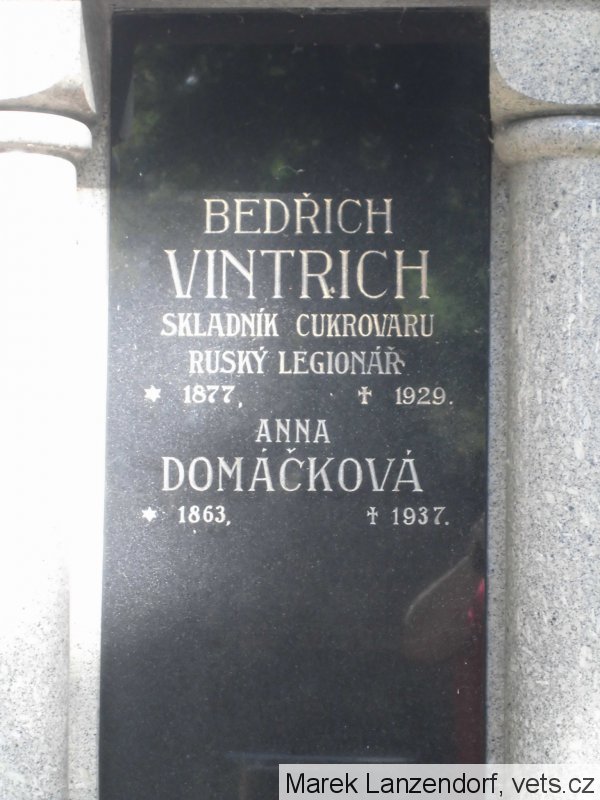 BEDŘICH
VINTRICH
SKLADNÍK CUKROVARU
RUSKÝ LEGIONÁŘ
* 1877, ✝ 1929.
ANNA
DOMÁČKOVÁ
* 1863, ✝ 1937.
Marek Lanzendorf, vets.cz